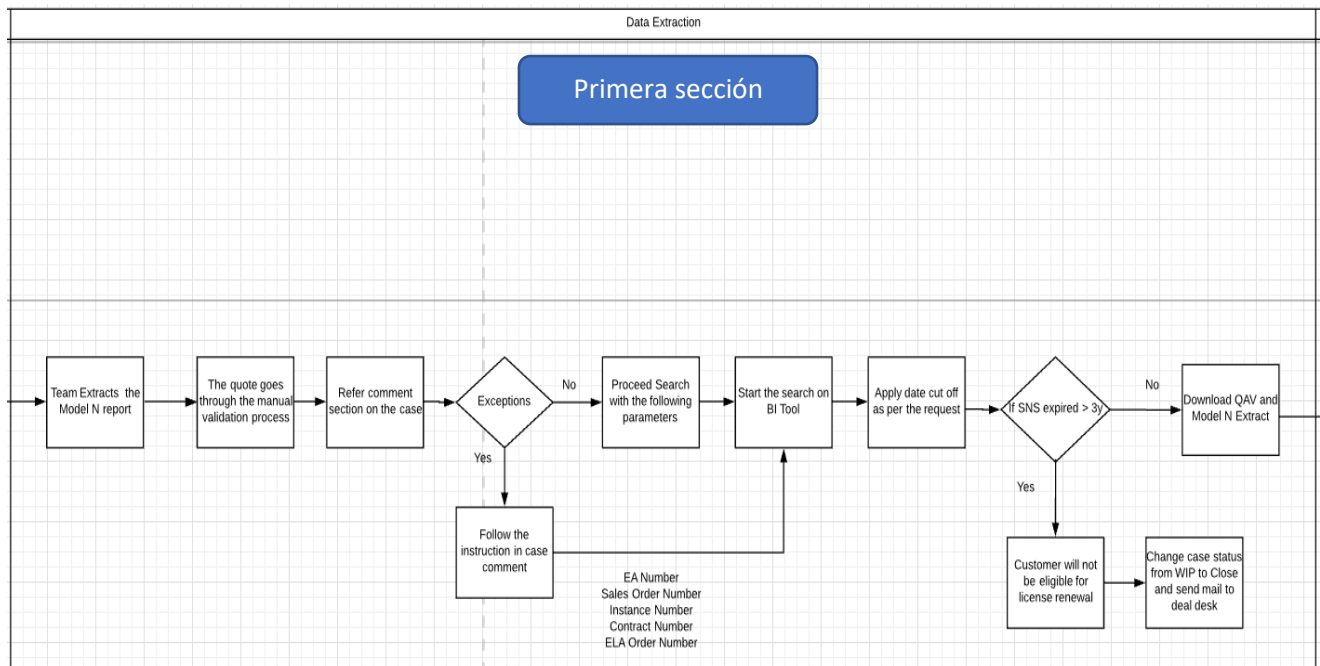 Data Extraction
Primera sección
Team Extracts the
Model N report
The quote goes
through the manual
validation process
Refer comment
section on the case
Exceptions
No
Yes
Proceed Search
with the following
parameters
Start the search on
BI Tool
Apply date cut off
as per the request
If SNS expired > 3y
No
Yes
Download QAV and
Model N Extract
Follow the
instruction in case
comment
EA Number
Sales Order Number
Instance Number
Contract Number
ELA Order Number
Customer will not
be eligible for
license renewal
Change case status
from WIP to Close
and send mail to
deal desk